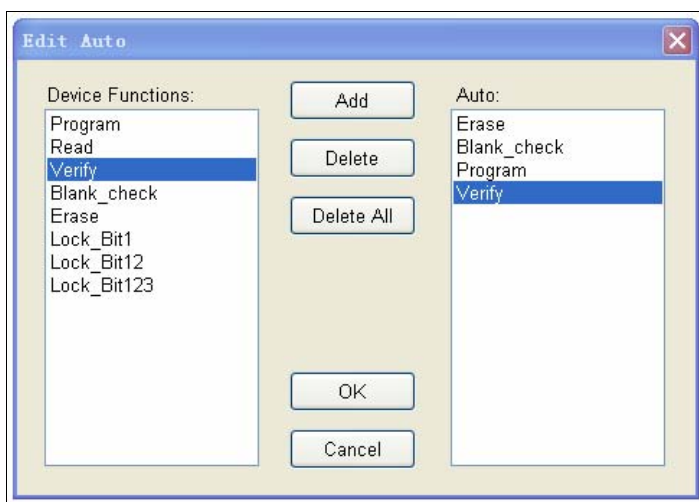 Edit Auto
Device Functions:
Program
Read
Verify
Blank_check
Erase
Lock_Bit1
Lock_Bit12
Lock_Bit123
Add
Delete
Delete All
OK
Cancel
Auto:
Erase
Blank_check
Program
Verify